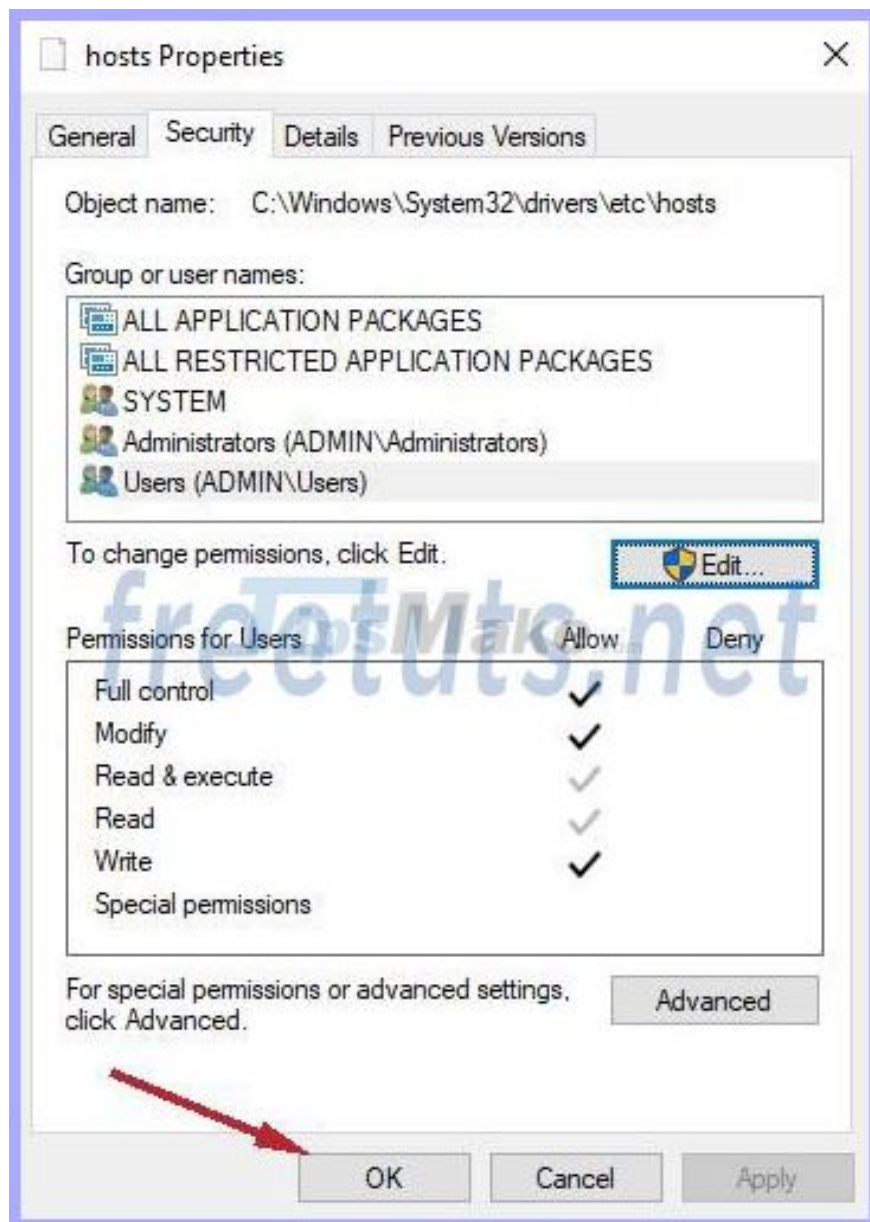 hosts Properties
General Security Details Previous Versions
Object name: C:\Windows\System32\drivers\etc\hosts
Group or user names:
ALL APPLICATION PACKAGES
ALL RESTRICTED APPLICATION PACKAGES
SYSTEM
Administrators (ADMIN\Administrators)
Users (ADMIN\Users)
To change permissions, click Edit.
Edit...
freetuts.net
Permissions for Users Allow Deny
Full control
Modify
Read & execute
Read
Write
Special permissions
For special permissions or advanced settings,
click Advanced.
Advanced
OK Cancel Apply